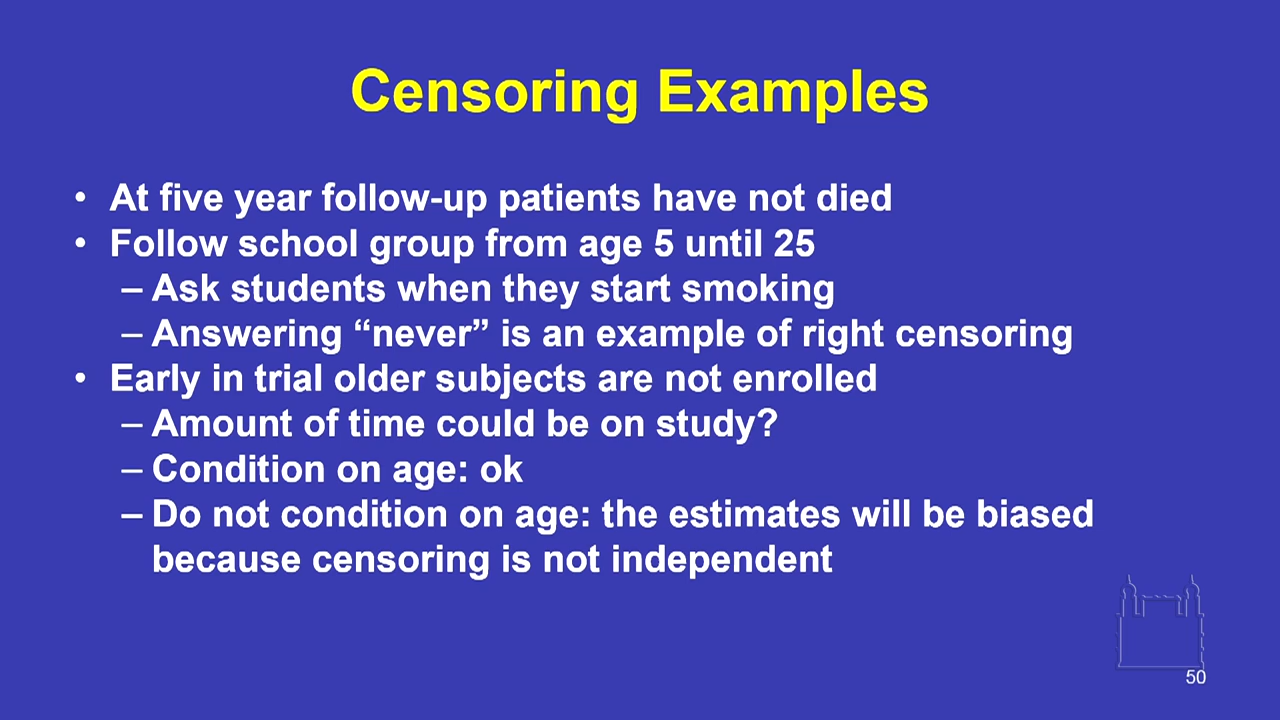 Censoring Examples
• At five year follow-up patients have not died
• Follow school group from age 5 until 25
– Ask students when they start smoking
– Answering “never” is an example of right censoring
• Early in trial older subjects are not enrolled
– Amount of time could be on study?
– Condition on age: ok
– Do not condition on age: the estimates will be biased
because censoring is not independent
50